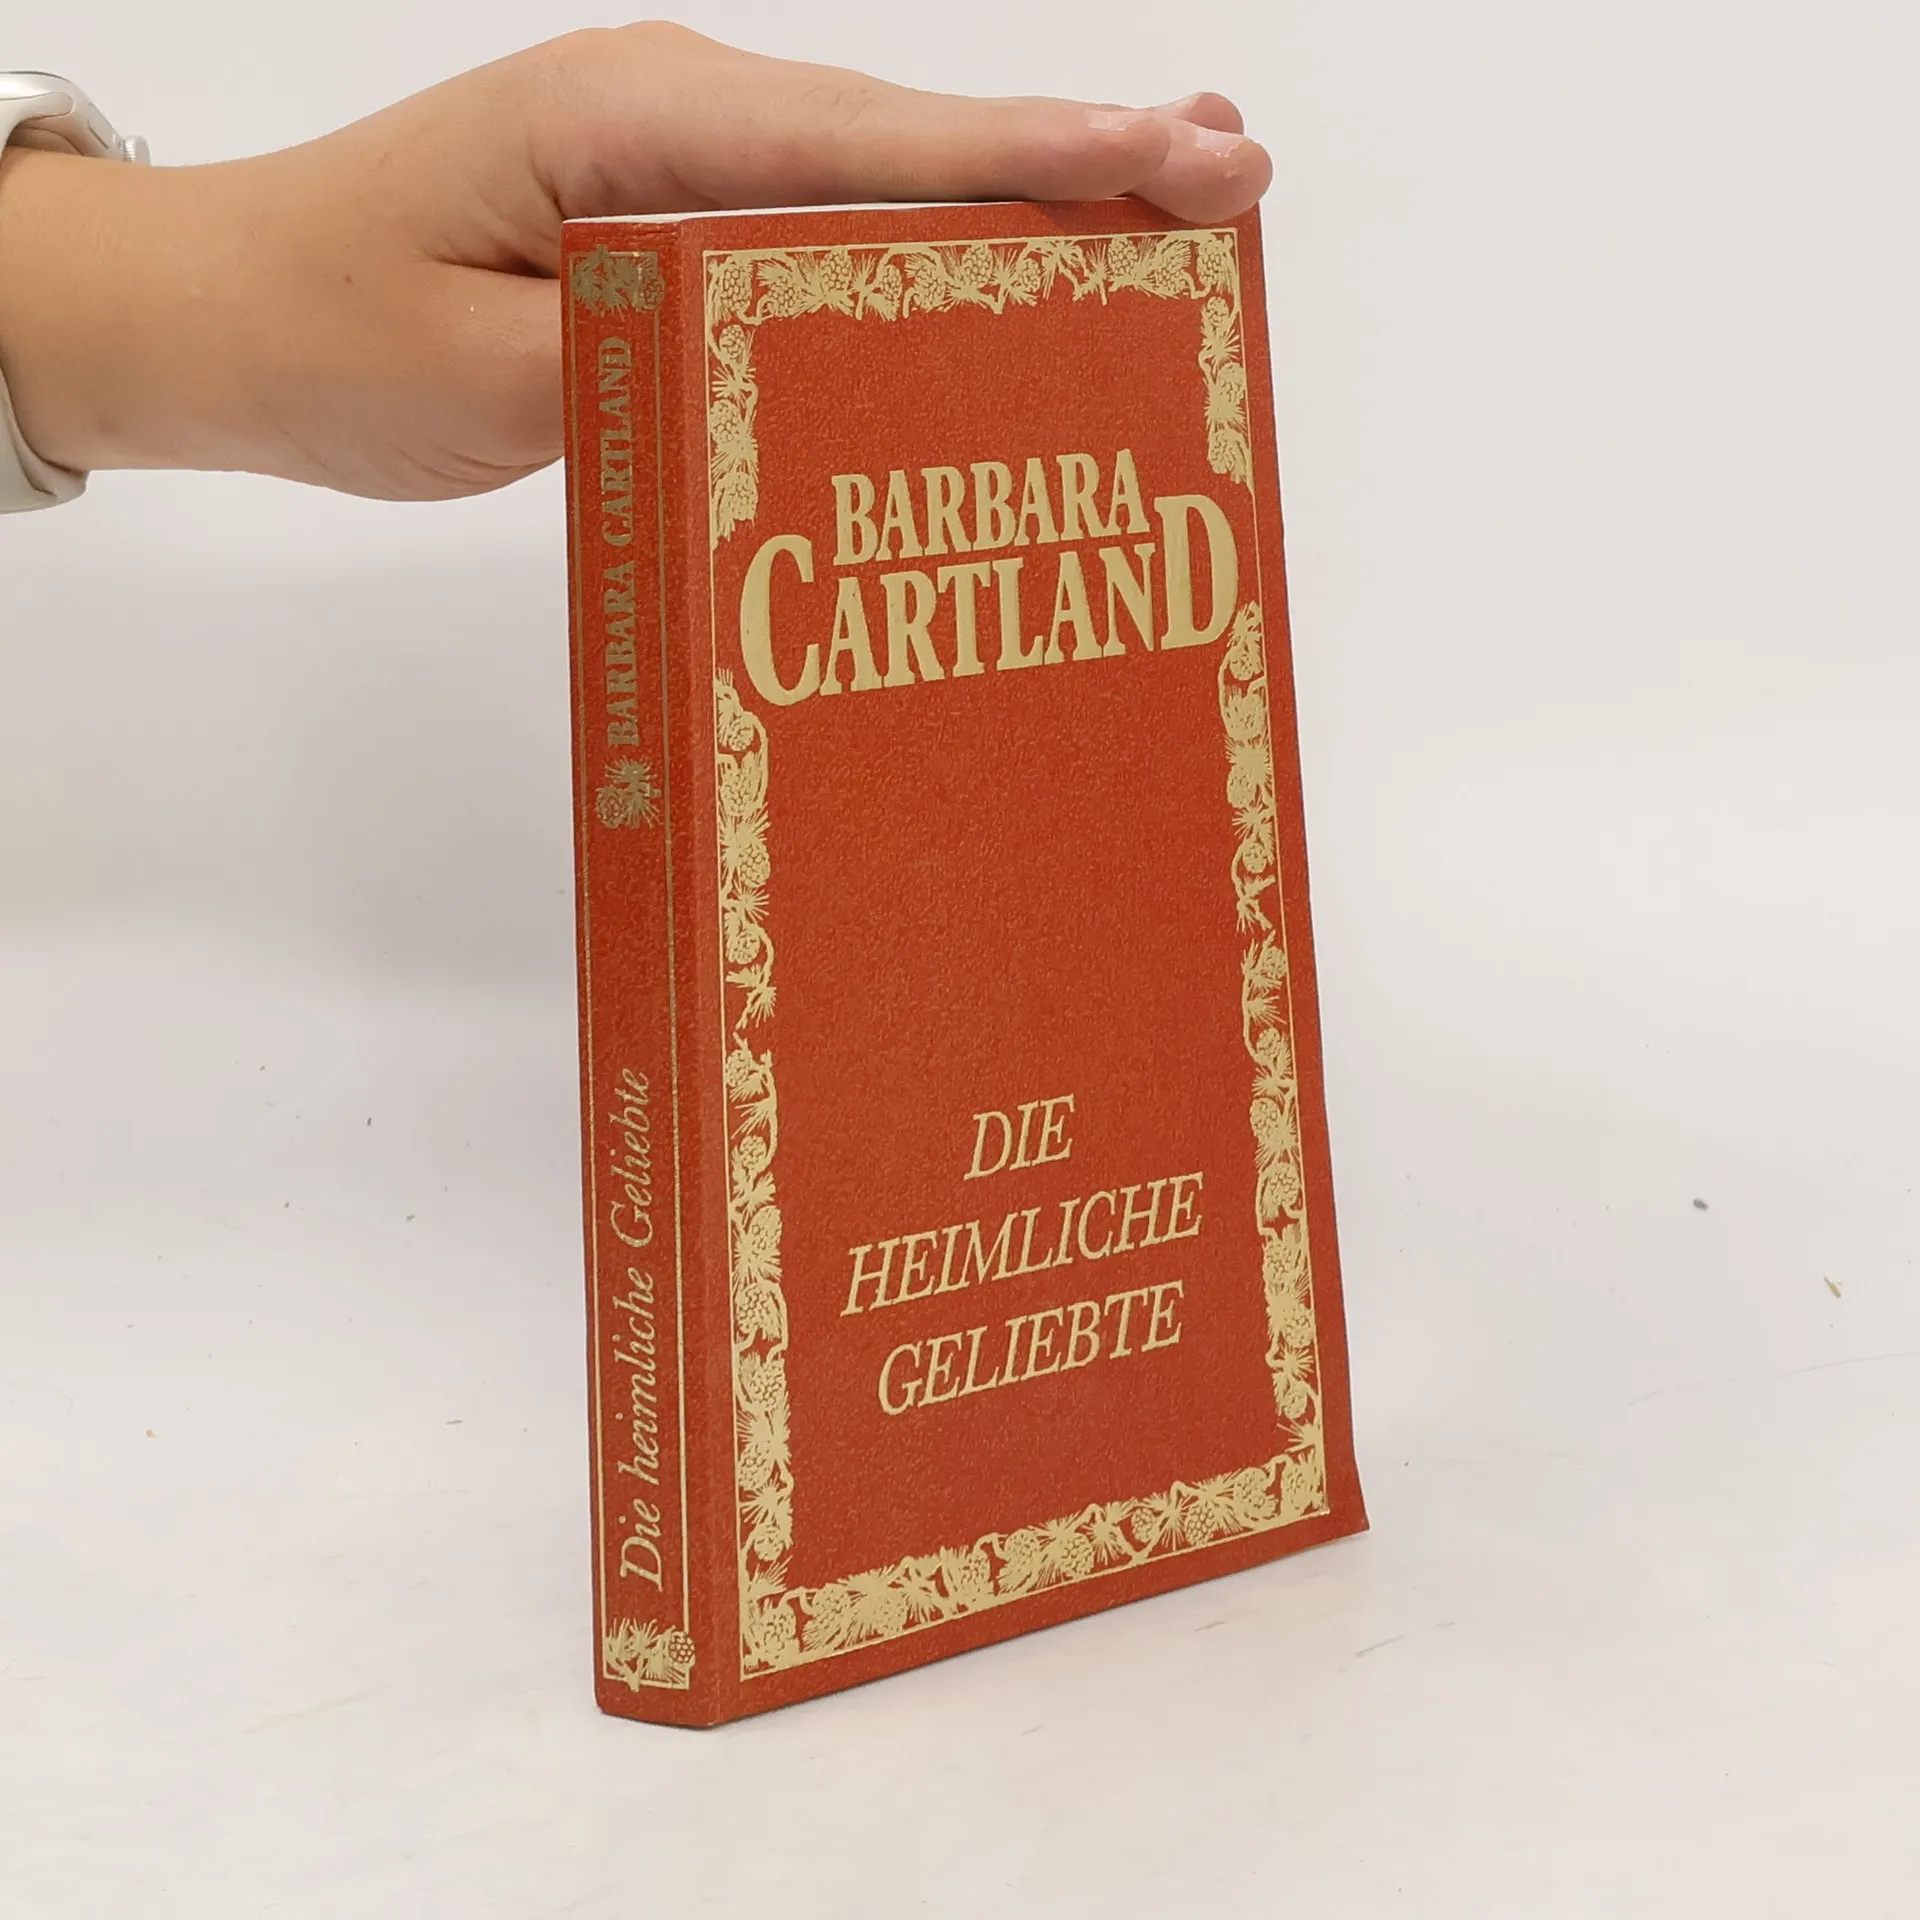 BARBARA CARTLAND
Die heimliche Geliebte
BARBARA
CARTLAND
DIE
HEIMLICHE
GELIEBTE